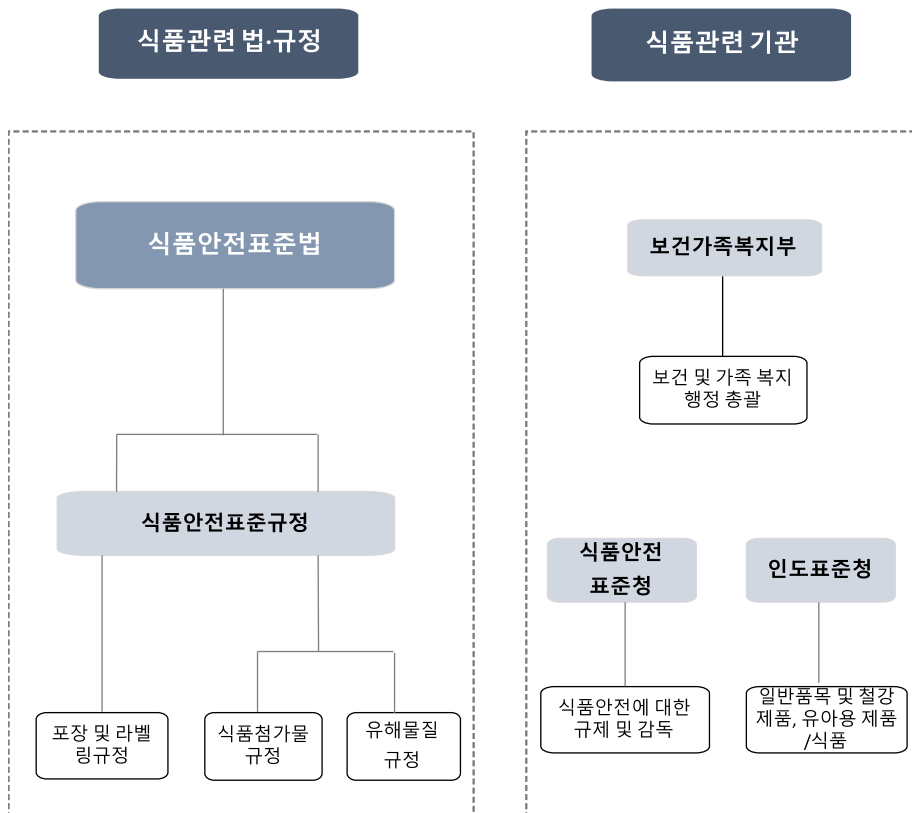 식품관련 법·규정
식품관련 기관
식품안전표준법
식품안전표준규정
포장 및 라벨
링규정
식품첨가물
규정
유해물질
규정
보건가족복지부
보건 및 가족 복지
행정 총괄
식품안전
표준청
인도표준청
식품안전에 대한
규제 및 감독
일반품목 및 철강
제품, 유아용 제품
/식품